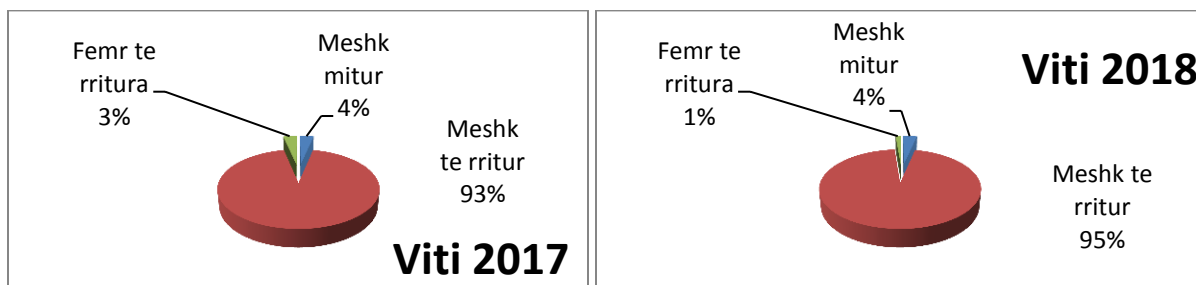 Femr te
rritura
3%
Meshk
mitur
4%
Meshk
te rritur
93%
Viti 2017
Femr te
rritura
1%
Meshk
mitur
4%
Viti 2018
Meshk te
rritur
95%